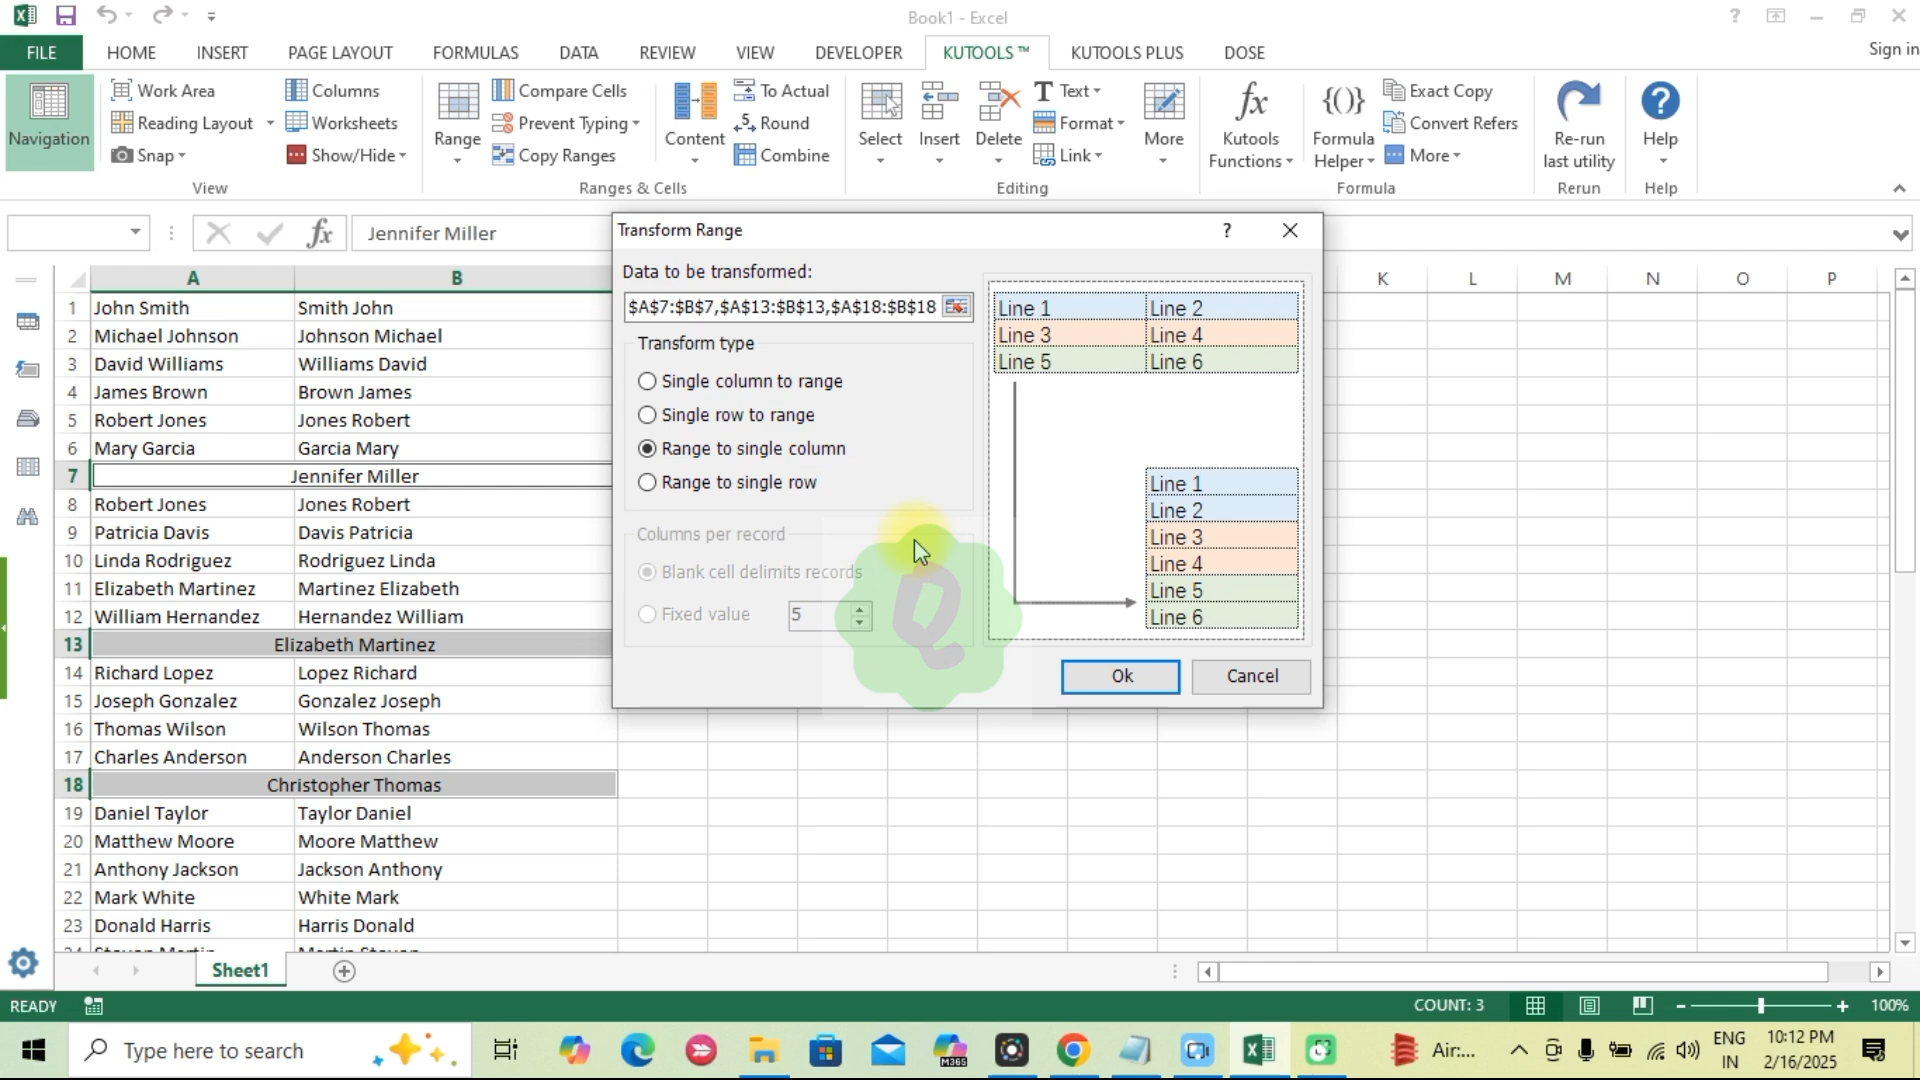 Book1 - Excel
?
FILE HOME INSERT PAGE LAYOUT FORMULAS DATA REVIEW VIEW DEVELOPER KUTOOLS ™ KUTOOLS PLUS DOSE Sign in
Navigation
Work Area
Reading Layout
Snap
Columns
Worksheets
Show/Hide
View
Range
Compare Cells
Prevent Typing
Copy Ranges
Content
To Actual
Round
Combine
Ranges & Cells
Select
Insert
Delete
Text
Format
Link
More
Editing
Kutools
Functions
Formula
Helper
Exact Copy
Convert Refers
More
Formula
Re-run
last utility
Rerun
Help
Help
fx Jennifer Miller
A B K L M N O P
1 John Smith Smith John
2 Michael Johnson Johnson Michael
3 David Williams Williams David
4 James Brown Brown James
5 Robert Jones Jones Robert
6 Mary Garcia Garcia Mary
7 Jennifer Miller
8 Robert Jones Jones Robert
9 Patricia Davis Davis Patricia
10 Linda Rodriguez Rodriguez Linda
11 Elizabeth Martinez Martinez Elizabeth
12 William Hernandez Hernandez William
13 Elizabeth Martinez
14 Richard Lopez Lopez Richard
15 Joseph Gonzalez Gonzalez Joseph
16 Thomas Wilson Wilson Thomas
17 Charles Anderson Anderson Charles
18 Christopher Thomas
19 Daniel Taylor Taylor Daniel
20 Matthew Moore Moore Matthew
21 Anthony Jackson Jackson Anthony
22 Mark White White Mark
23 Donald Harris Harris Donald
Transform Range ?
Data to be transformed:
$A$7:$B$7,$A$13:$B$13,$A$18:$B$18
Transform type
Single column to range
Single row to range
Range to single column
Range to single row
Columns per record
Blank cell delimits records
Fixed value 5
Line 1 Line 2
Line 3 Line 4
Line 5 Line 6
Line 1
Line 2
Line 3
Line 4
Line 5
Line 6
Ok Cancel
Q
Sheet1
READY COUNT: 3 100%
Type here to search
M365
Air:...
ENG
IN
10:12 PM
2/16/2025